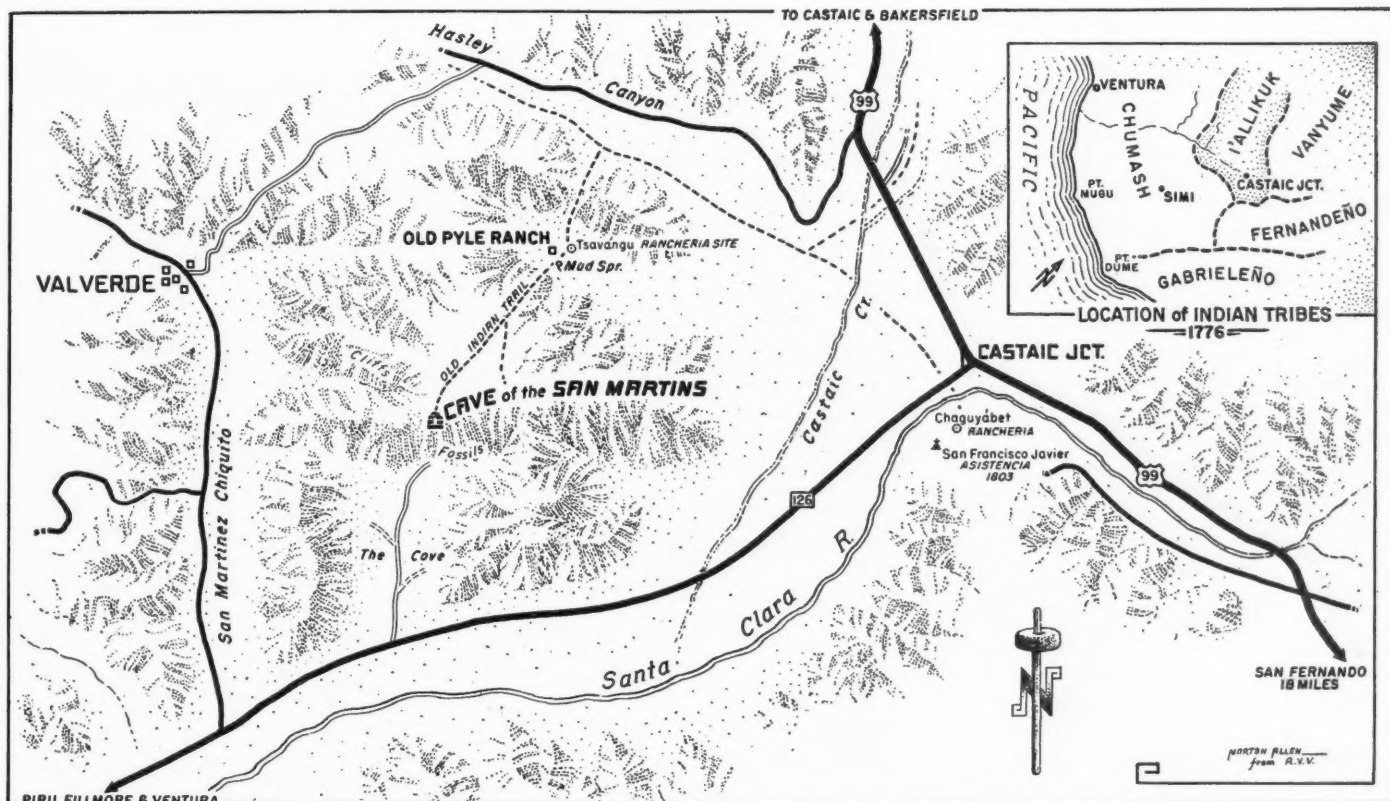 TO CASTAIC & BAKERSFIELD
Hasley
Canyon
99
OLD PYLE RANCH
Tsavangu RANCHERIA SITE
Mud Spr.
VALVERDE
OLD INDIAN TRAIL
Cliffs
CAVE of the SAN MARTINS
Fossils
San Martinez Chiquito
The Cove
Castaic Cr.
CASTAIC JCT.
Chaguyábet
RANCHERIA
San Francisco Javier
ASISTENCIA
1803
126
99
Santa Clara R.
SAN FERNANDO
18 MILES
PIRU, FILLMORE & VENTURA
N
NORTON ALLEN
from R.V.V.
PACIFIC
VENTURA
CHUMASH
I'ALLIKUK
VANYUME
PT.
MUGU
SIMI
CASTAIC JCT.
FERNANDEÑO
PT.
DUME
GABRIELEÑO
N
LOCATION of INDIAN TRIBES
1776